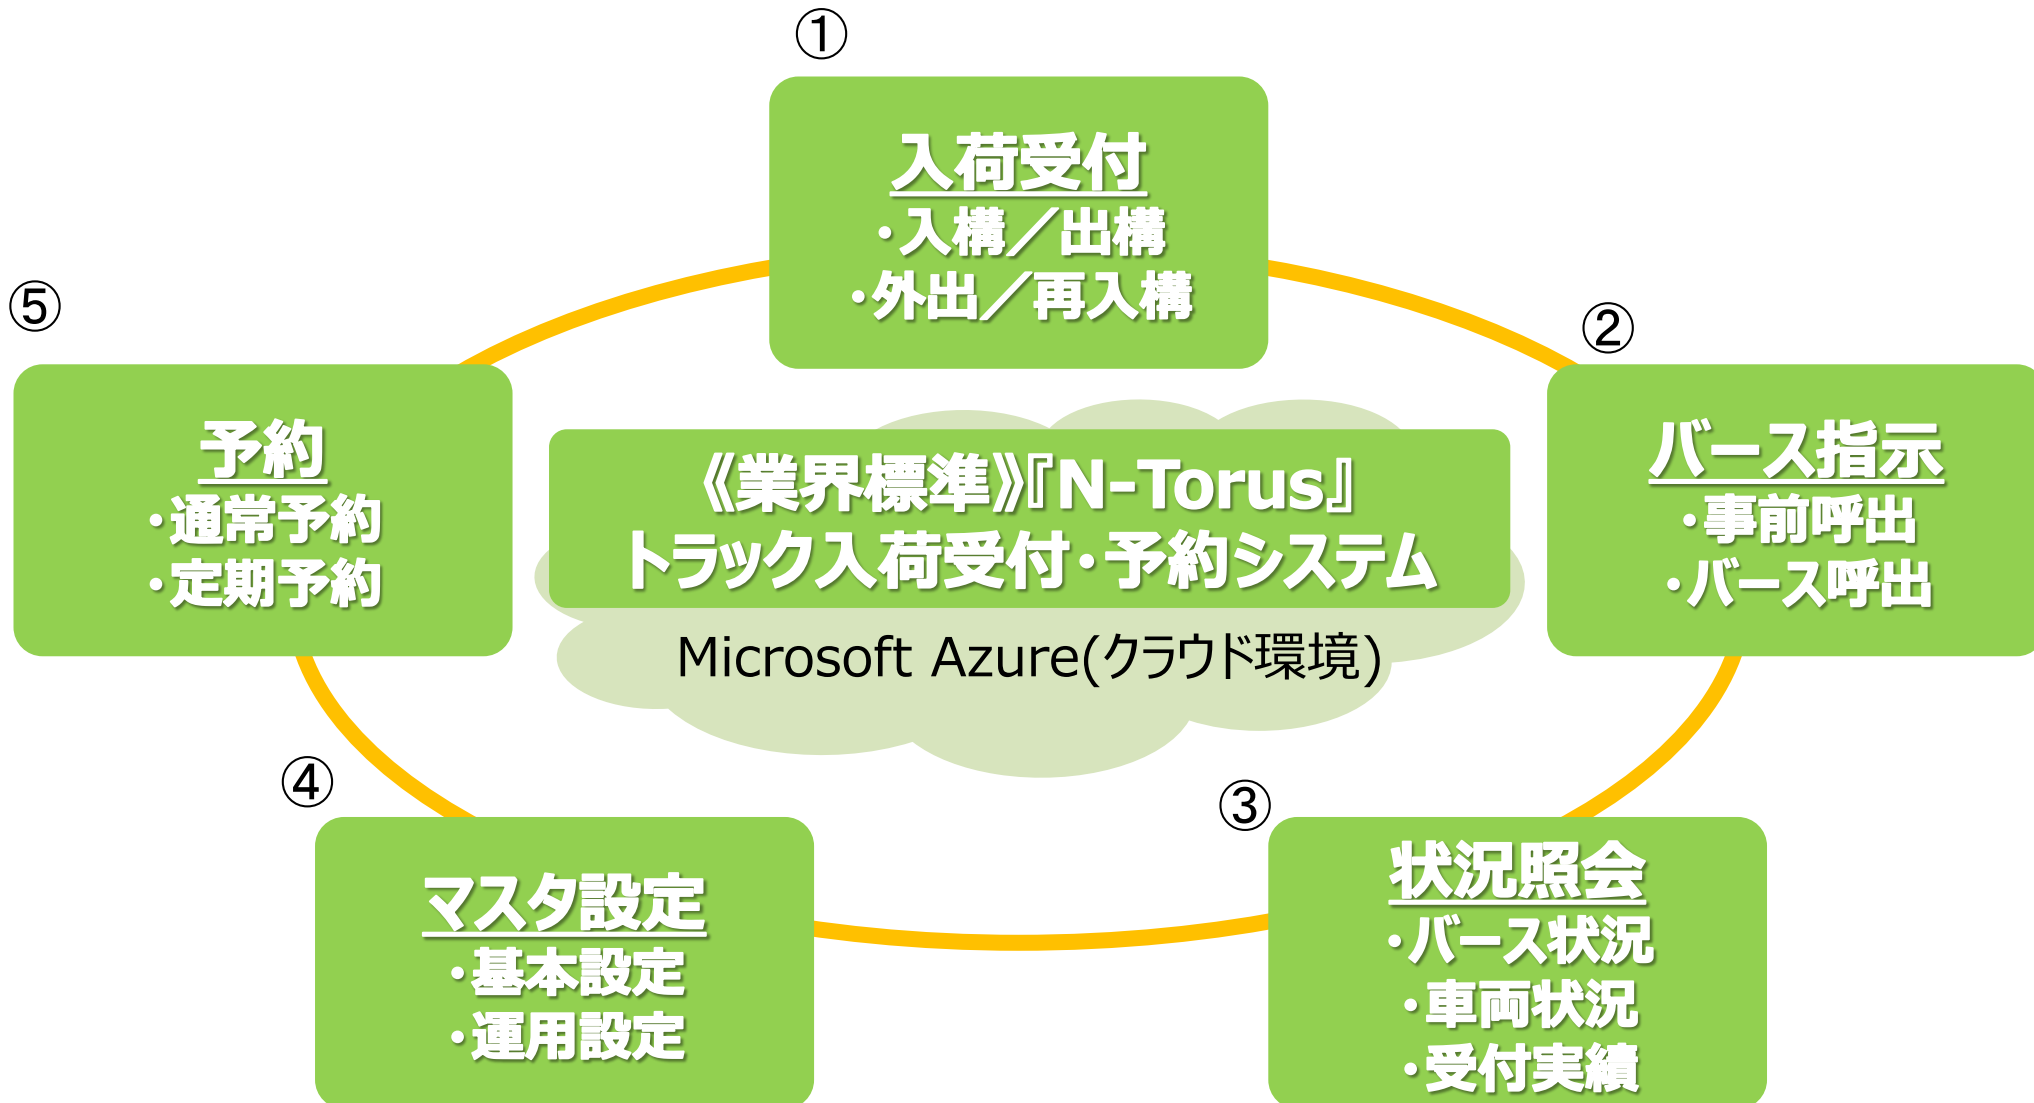 ①
入荷受付
・入構／出構
・外出／再入構
②
バース指示
・事前呼出
・バース呼出
③
状況照会
・バース状況
・車両状況
・受付実績
④
マスタ設定
・基本設定
・運用設定
⑤
予約
・通常予約
・定期予約
《業界標準》『N-Torus』
トラック入荷受付・予約システム
Microsoft Azure(クラウド環境)